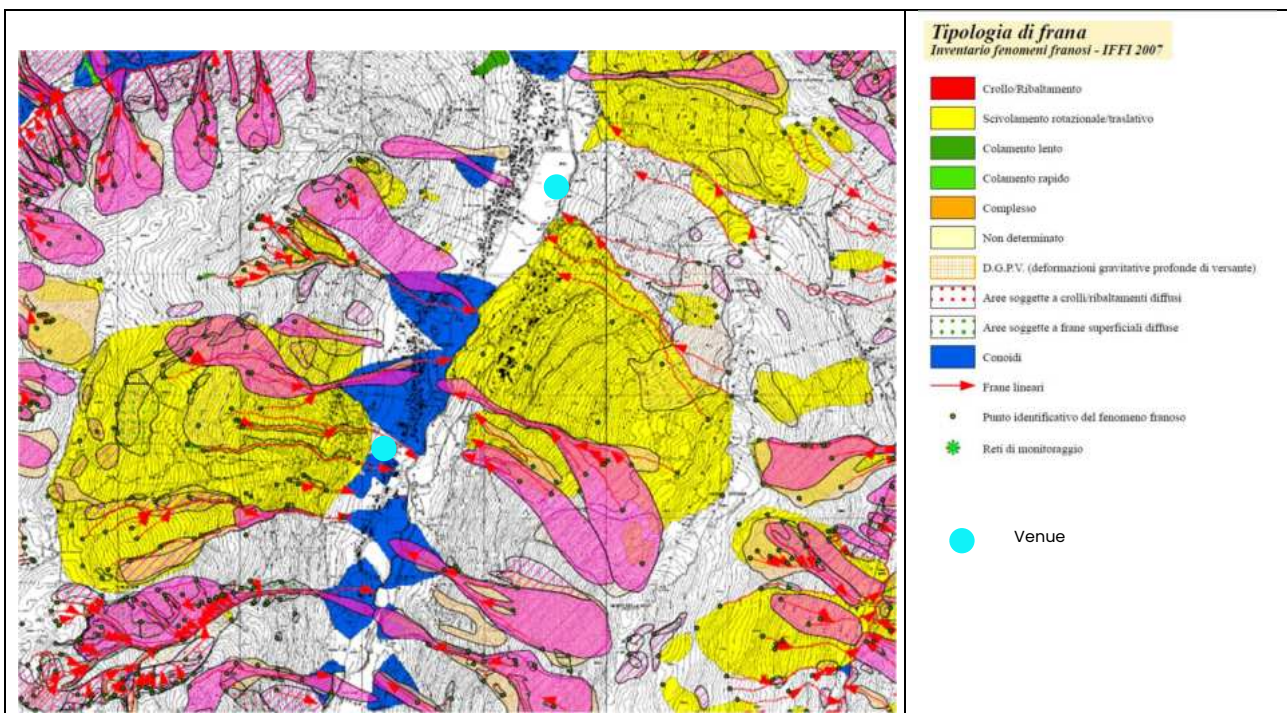 Tipologia di frana
Inventario fenomeni franosi - IFFI 2007
Crollo/Ribaltamento
Scivolamento rotazionale/traslativo
Colamento lento
Colamento rapido
Complesso
Non determinato
D.G.P.V. (deformazioni gravitative profonde di versante)
Aree soggette a crolli/ribaltamenti diffusi
Aree soggette a frane superficiali diffuse
Conoidi
Frane lineari
Punto identificativo del fenomeno franoso
Reti di monitoraggio
Venue